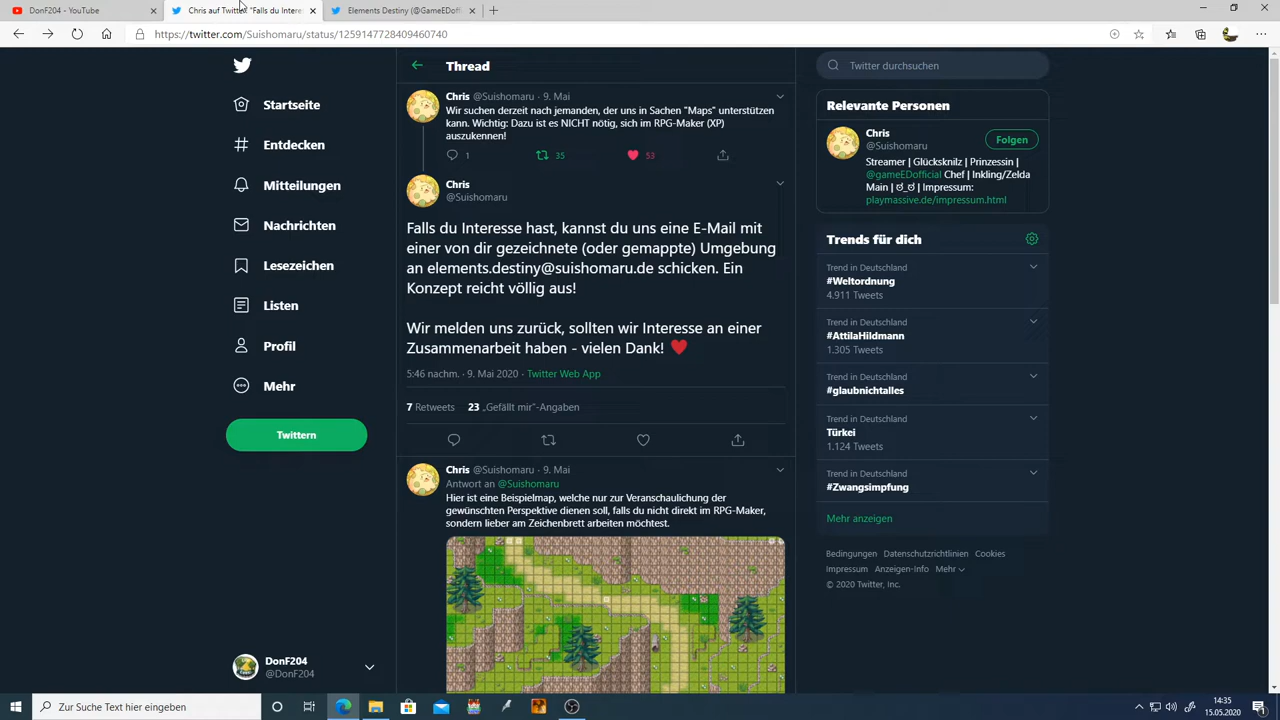 DonF204 - YouTube
Chris auf Twitter: "Falls du Intere
Elements Destiny (@GameEDoffi
https://twitter.com/Suishomaru/status/1259147728409460740
Startseite
Entdecken
Mitteilungen
Nachrichten
Lesezeichen
Listen
Profil
Mehr
Twittern
DonF204
@DonF204
Thread
Chris @Suishomaru · 9. Mai
Wir suchen derzeit nach jemanden, der uns in Sachen "Maps" unterstützen
kann. Wichtig: Dazu ist es NICHT nötig, sich im RPG-Maker (XP)
auszukennen!
1 35 53
Chris
@Suishomaru
Falls du Interesse hast, kannst du uns eine E-Mail mit
einer von dir gezeichnete (oder gemappte) Umgebung
an elements.destiny@suishomaru.de schicken. Ein
Konzept reicht völlig aus!
Wir melden uns zurück, sollten wir Interesse an einer
Zusammenarbeit haben - vielen Dank! ❤
5:46 nachm. · 9. Mai 2020 · Twitter Web App
7 Retweets 23 „Gefällt mir“-Angaben
Chris @Suishomaru · 9. Mai
Antwort an @Suishomaru
Hier ist eine Beispielmap, welche nur zur Veranschaulichung der
gewünschten Perspektive dienen soll, falls du nicht direkt im RPG-Maker,
sondern lieber am Zeichenbrett arbeiten möchtest.
Twitter durchsuchen
Relevante Personen
Chris
@Suishomaru
Folgen
Streamer | Glücksknilz | Prinzessin |
@gameEDofficial Chef | Inkling/Zelda
Main | ಠ_ಠ | Impressum:
playmassive.de/impressum.html
Trends für dich
Trend in Deutschland
#Weltordnung
4.911 Tweets
Trend in Deutschland
#AttilaHildmann
1.305 Tweets
Trend in Deutschland
#glaubnichtalles
Trend in Deutschland
Türkei
1.124 Tweets
Trend in Deutschland
#Zwangsimpfung
Mehr anzeigen
Bedingungen Datenschutzrichtlinien Cookies
Impressum Anzeigen-Info Mehr
© 2020 Twitter, Inc.
Zur Suche Text hier eingeben
14:35
15.05.2020
1